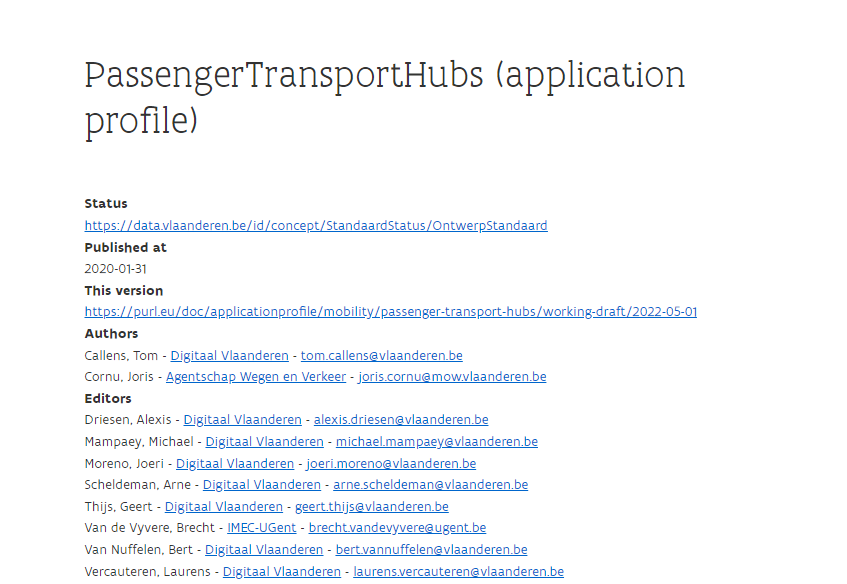 PassengerTransportHubs (application
profile)
Status
https://data.vlaanderen.be/id/concept/StandaardStatus/OntwerpStandaard
Published at
2020-01-31
This version
https://purl.eu/doc/applicationprofile/mobility/passenger-transport-hubs/working-draft/2022-05-01
Authors
Callens, Tom - Digitaal Vlaanderen - tom.callens@vlaanderen.be
Cornu, Joris - Agentschap Wegen en Verkeer - joris.cornu@mow.vlaanderen.be
Editors
Driesen, Alexis - Digitaal Vlaanderen - alexis.driesen@vlaanderen.be
Mampaey, Michael - Digitaal Vlaanderen - michael.mampaey@vlaanderen.be
Moreno, Joeri - Digitaal Vlaanderen - joeri.moreno@vlaanderen.be
Scheldeman, Arne - Digitaal Vlaanderen - arne.scheldeman@vlaanderen.be
Thijs, Geert - Digitaal Vlaanderen - geert.thijs@vlaanderen.be
Van de Vyvere, Brecht - IMEC-UGent - brecht.vandevyvere@ugent.be
Van Nuffelen, Bert - Digitaal Vlaanderen - bert.vannuffelen@vlaanderen.be
Vercauteren, Laurens - Digitaal Vlaanderen - laurens.vercauteren@vlaanderen.be